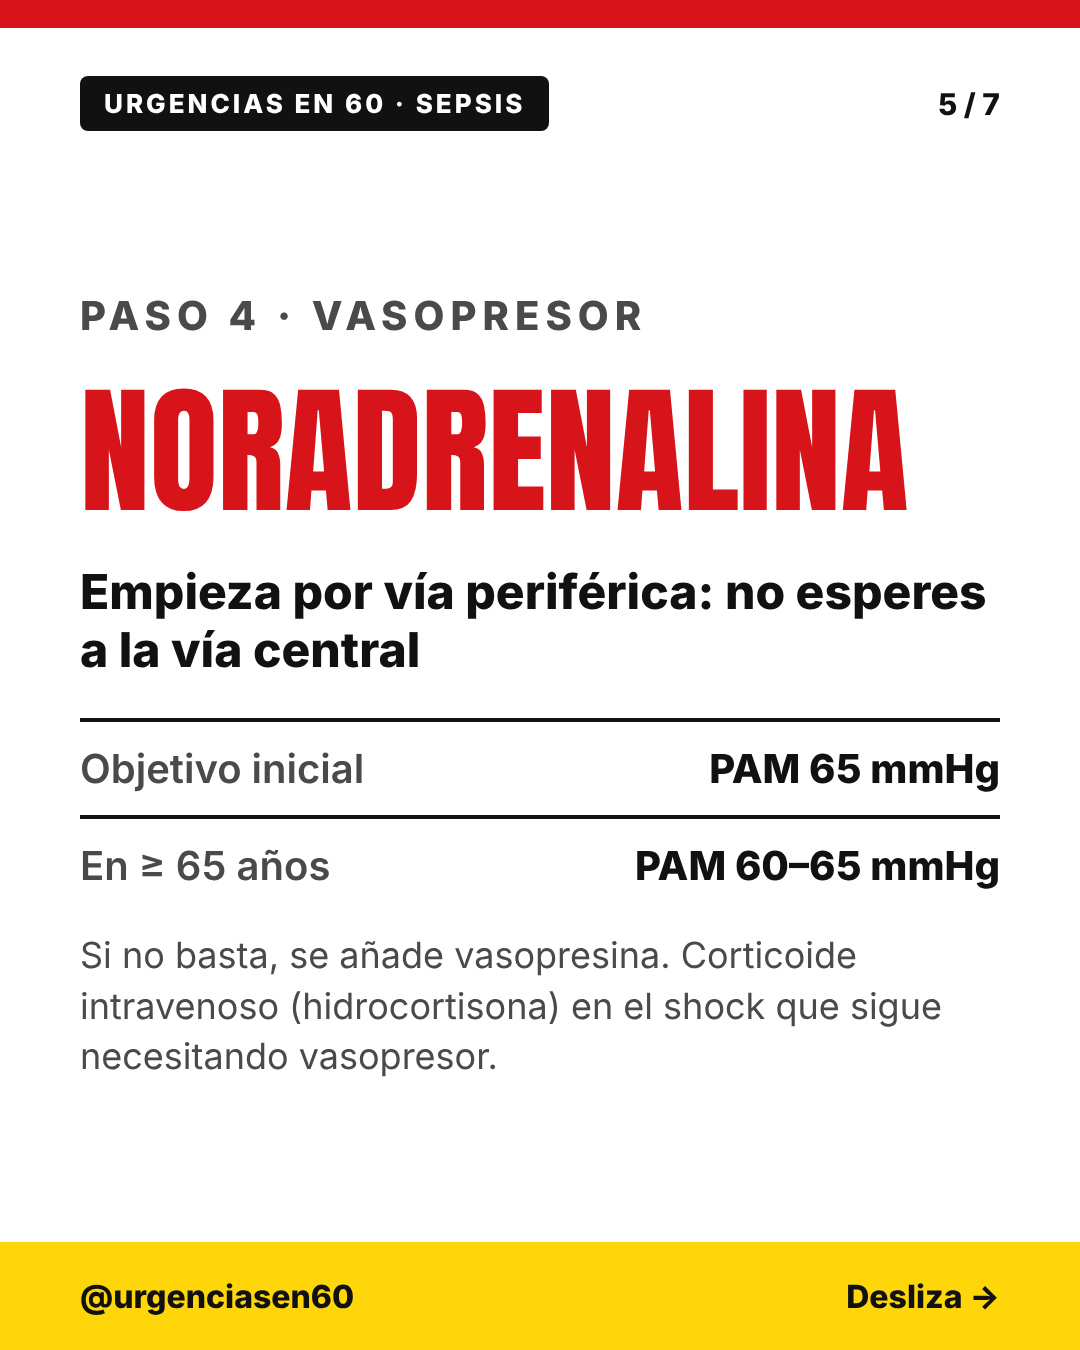 URGENCIAS EN 60 · SEPSIS
5 / 7
PASO 4 · VASOPRESOR
NORADRENALINA
Empieza por vía periférica: no esperes
a la vía central
Objetivo inicial PAM 65 mmHg
En ≥ 65 años PAM 60–65 mmHg
Si no basta, se añade vasopresina. Corticoide
intravenoso (hidrocortisona) en el shock que sigue
necesitando vasopresor.
@urgenciasen60
Desliza →